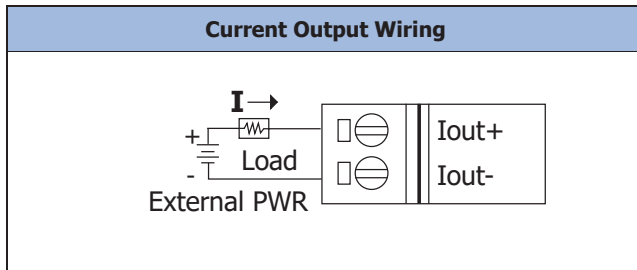 Current Output Wiring
I
+
Load
-
External PWR
Iout+
Iout-